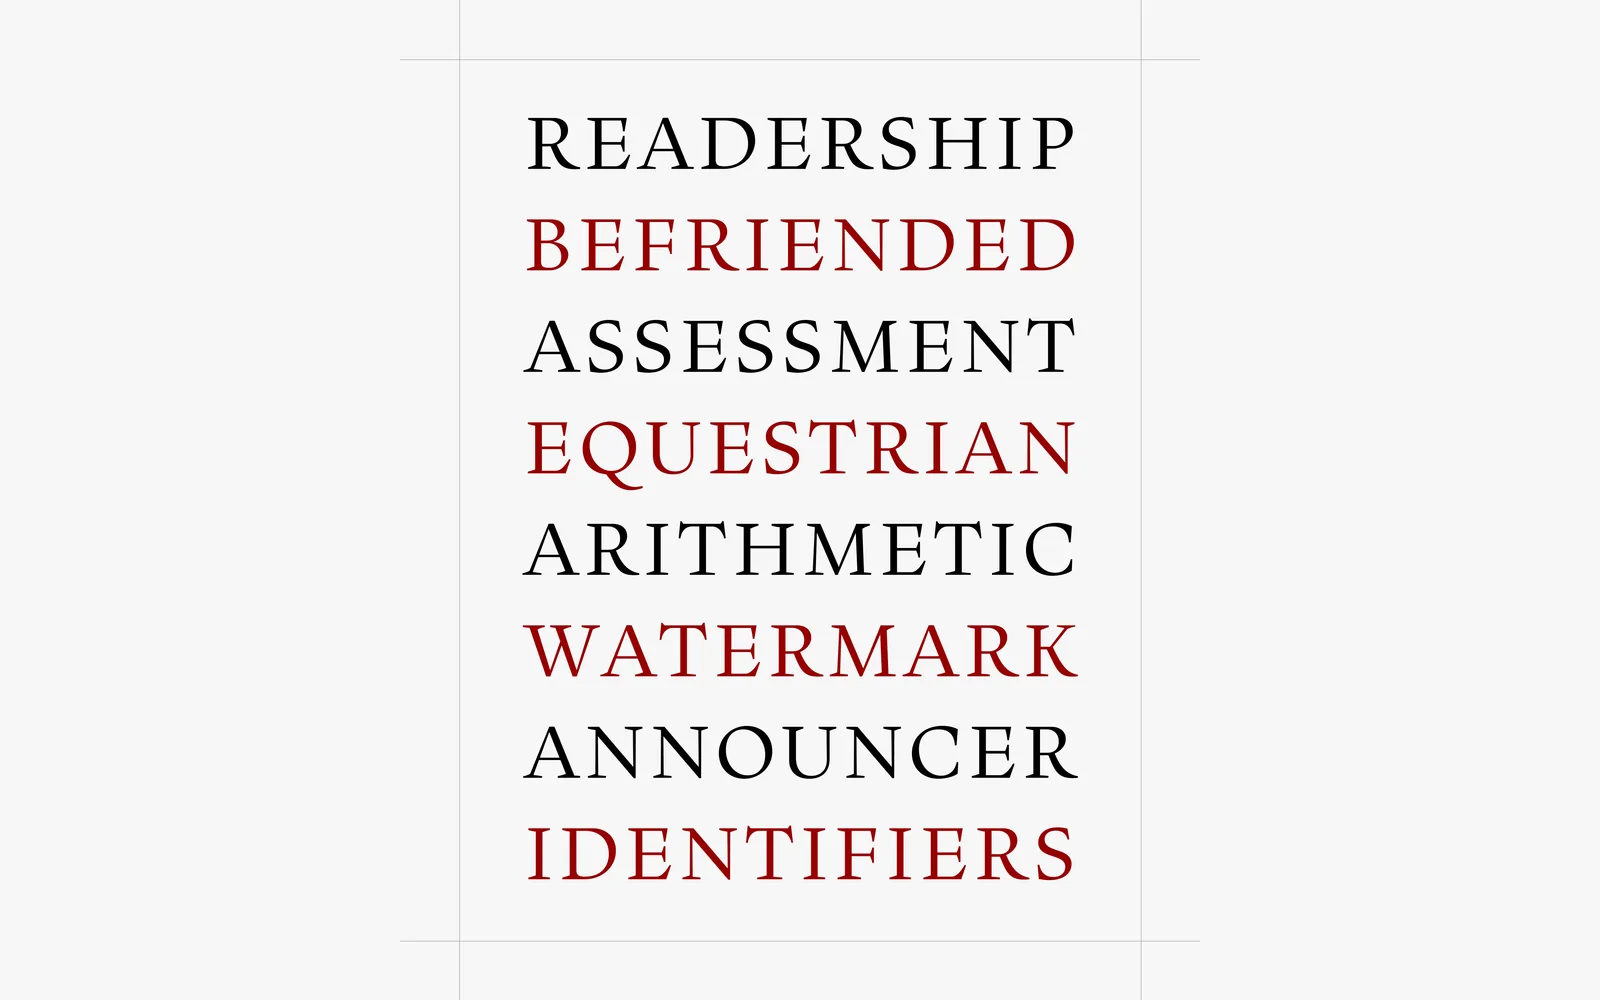 READERSHIP
BEFRIENDED
ASSESSMENT
EQUESTRIAN
ARITHMETIC
WATERMARK
ANNOUNCER
IDENTIFIERS